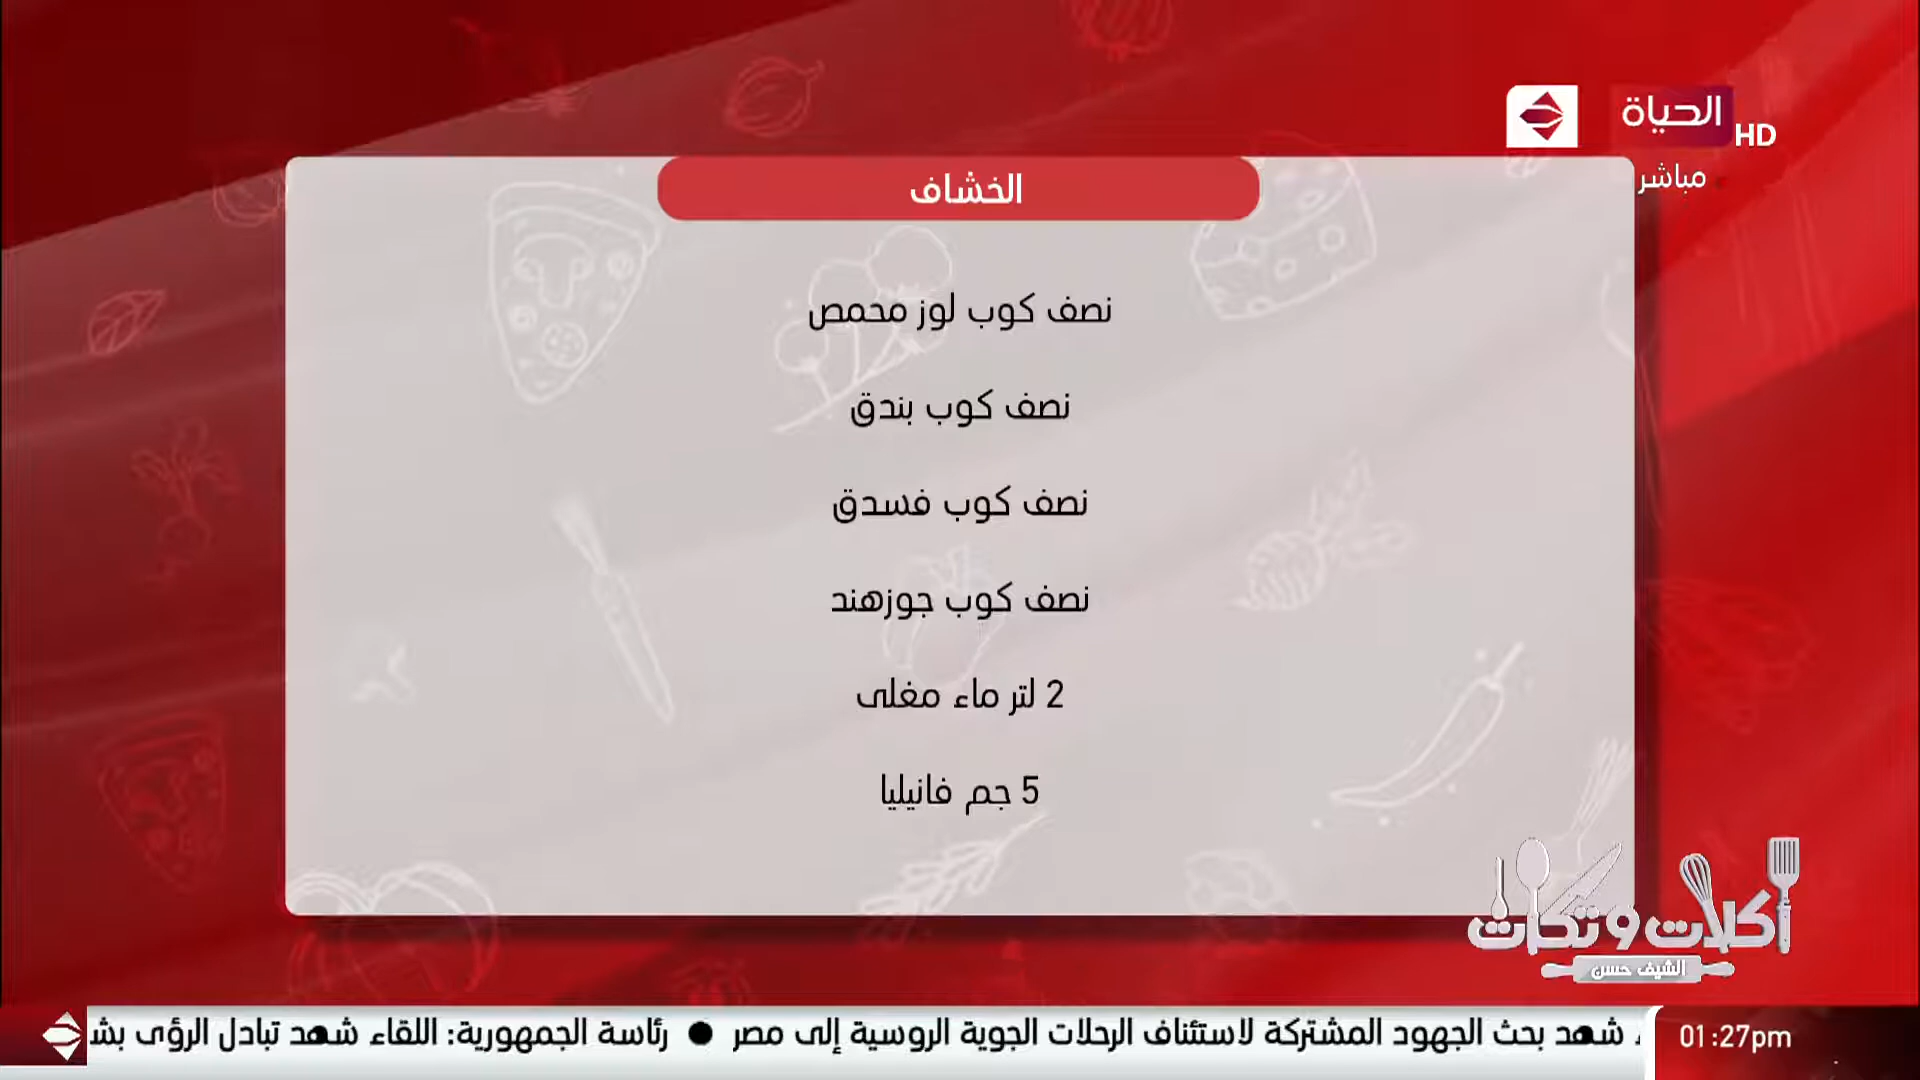 الحياة HD
مباشر
الخشاف
نصف كوب لوز محمص
نصف كوب بندق
نصف كوب فسدق
نصف كوب جوزهند
2 لتر ماء مغلى
5 جم فانيليا
أكلات وتكات
الشيف حسن
شهد بحث الجهود المشتركة لاستئناف الرحلات الجوية الروسية إلى مصر ● رئاسة الجمهورية: اللقاء شهد تبادل الرؤى بش
01:27pm